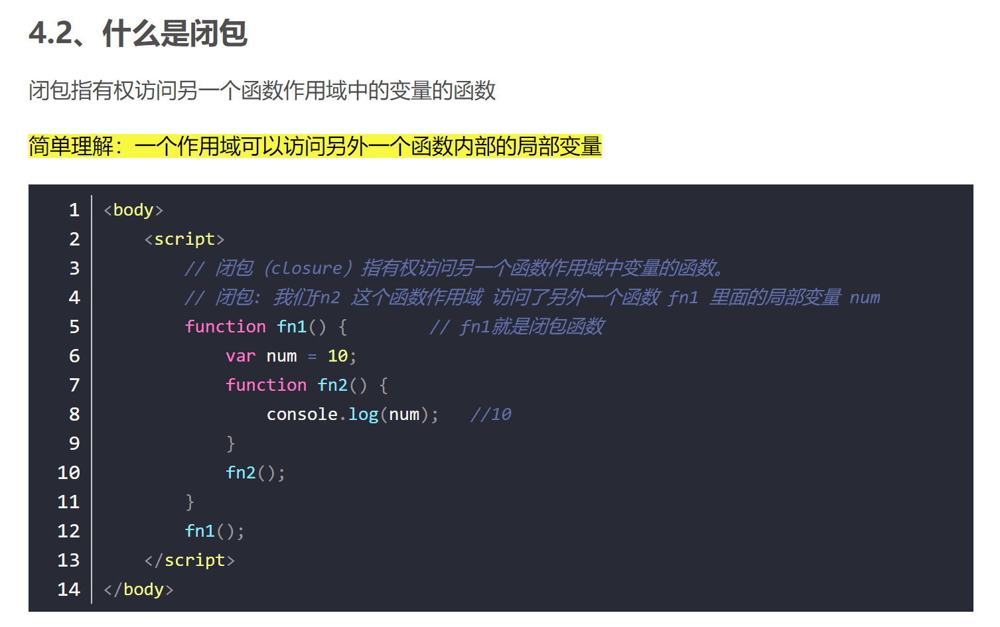 4.2、什么是闭包
闭包指有权访问另一个函数作用域中的变量的函数
简单理解：一个作用域可以访问另外一个函数内部的局部变量
1 <body>
2     <script>
3         // 闭包（closure）指有权访问另一个函数作用域中变量的函数。
4         // 闭包: 我们fn2 这个函数作用域 访问了另外一个函数 fn1 里面的局部变量 num
5         function fn1() {        // fn1就是闭包函数
6             var num = 10;
7             function fn2() {
8                 console.log(num);   //10
9             }
10             fn2();
11         }
12         fn1();
13     </script>
14 </body>